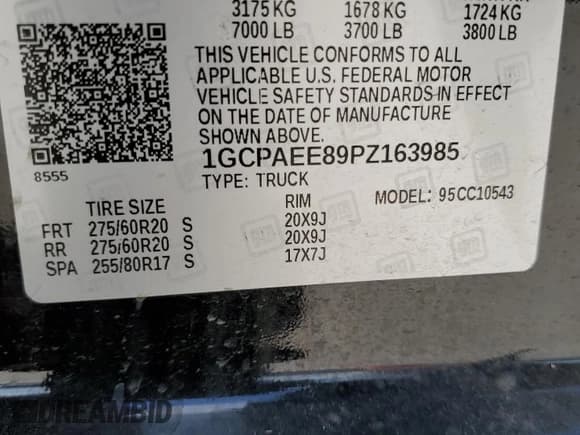 3175 KG 1678 KG 1724 KG
7000 LB 3700 LB 3800 LB
THIS VEHICLE CONFORMS TO ALL
APPLICABLE U.S. FEDERAL MOTOR
VEHICLE SAFETY STANDARDS IN EFFECT
ON THE DATE OF MANUFACTURE
SHOWN ABOVE.
8555
1GCPAEE89PZ163985
TYPE: TRUCK
MODEL: 95CC10543
TIRE SIZE RIM
FRT 275/60R20 S 20X9J
RR 275/60R20 S 20X9J
SPA 255/80R17 S 17X7J
DREAMBID